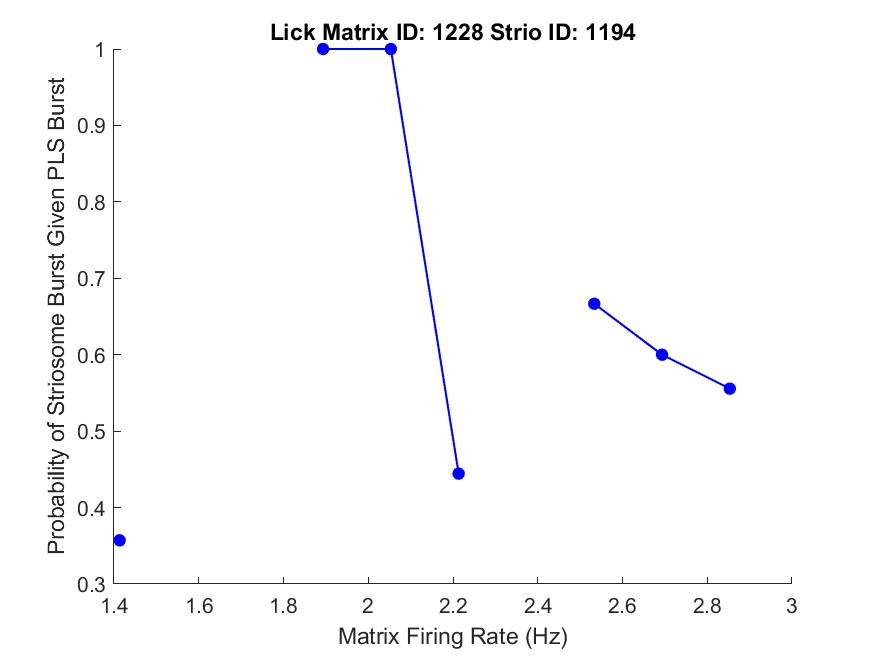 Lick Matrix ID: 1228 Strio ID: 1194
Probability of Striosome Burst Given PLS Burst
1
0.9
0.8
0.7
0.6
0.5
0.4
0.3
1.4 1.6 1.8 2 2.2 2.4 2.6 2.8 3
Matrix Firing Rate (Hz)